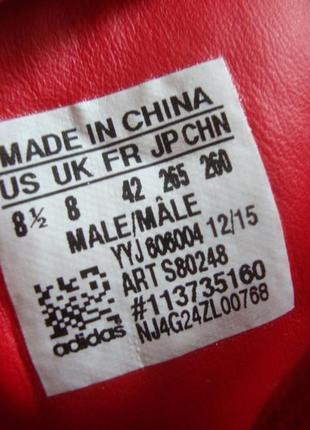 MADE IN CHINA
US UK FR JP CHN
8½ 8 42 265 260
MALE/MÂLE
YYJ 606004 12/15
ART S80248
#113735160
NJ4G24ZL00768
adidas